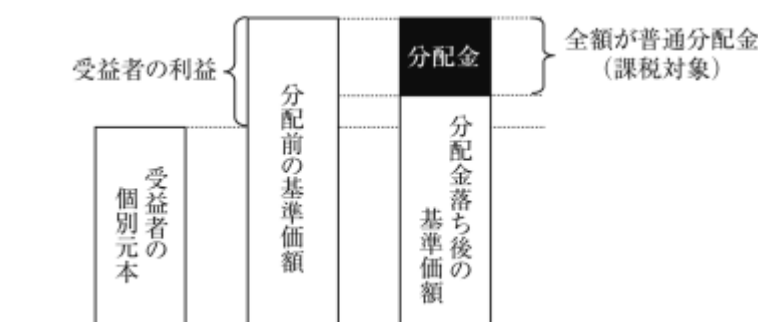 受益者の利益
分配金
全額が普通分配金
(課税対象)
受益者の
個別元本
分配前の基準価額
分配金落ち後の
基準価額